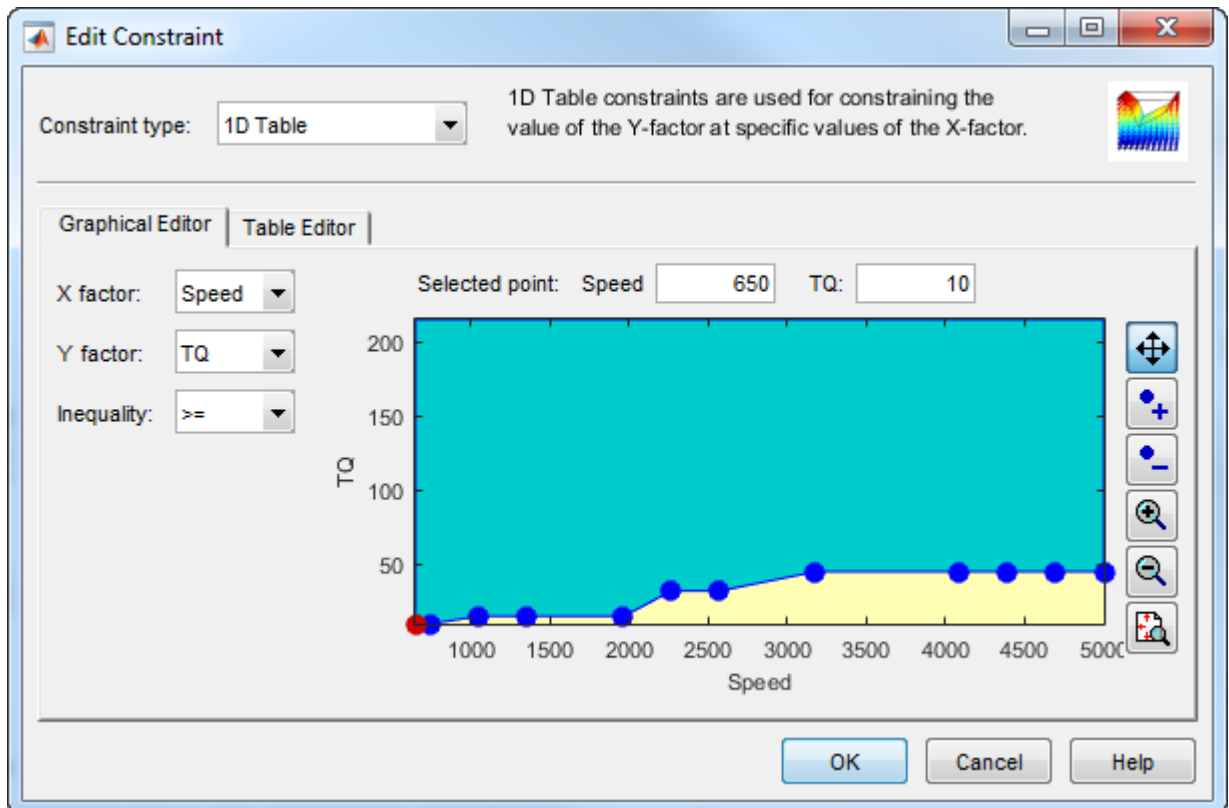 Edit Constraint
Constraint type: 1D Table
1D Table constraints are used for constraining the
value of the Y-factor at specific values of the X-factor.
Graphical Editor
Table Editor
X factor: Speed
Selected point: Speed 650 TQ: 10
Y factor: TQ
Inequality: >=
TQ
200
150
100
50
1000 1500 2000 2500 3000 3500 4000 4500 5000
Speed
OK Cancel Help